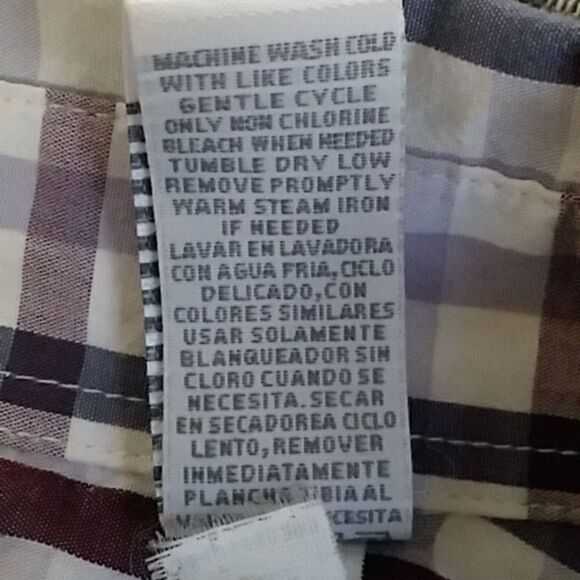 MACHINE WASH COLD
WITH LIKE COLORS
GENTLE CYCLE
ONLY NON CHLORINE
BLEACH WHEN NEEDED
TUMBLE DRY LOW
REMOVE PROMPTLY
WARM STEAM IRON
IF NEEDED
LAVAR EN LAVADORA
CON AGUA FRIA, CICLO
DELICADO, CON
COLORES SIMILARES
USAR SOLAMENTE
BLANQUEADOR SIN
CLORO CUANDO SE
NECESITA. SECAR
EN SECADOREA CICLO
LENTO, REMOVER
INMEDIATAMENTE
PLANCHA